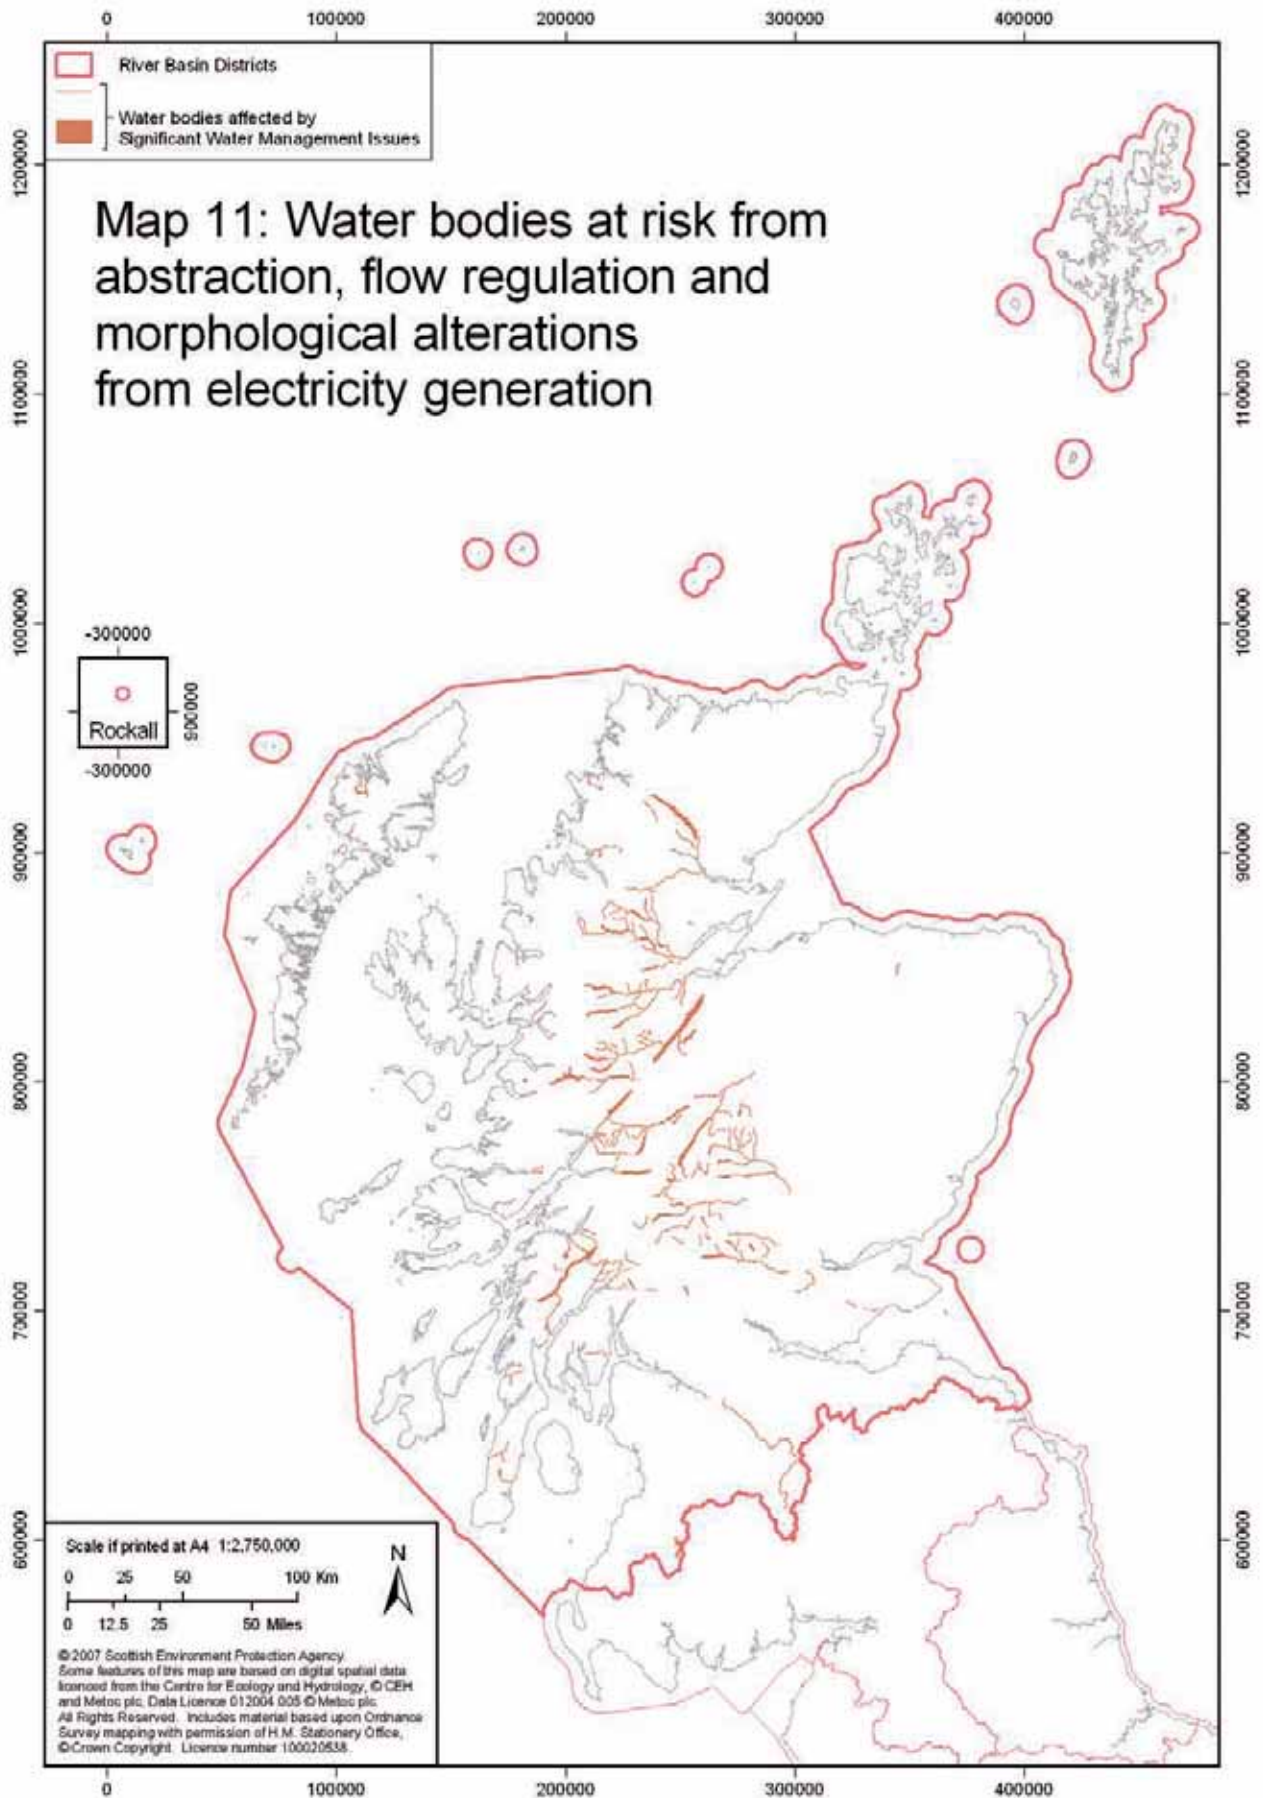 0 100000 200000 300000 400000
River Basin Districts
Water bodies affected by
Significant Water Management Issues
Map 11: Water bodies at risk from
abstraction, flow regulation and
morphological alterations
from electricity generation
1200000 1200000
1100000 1100000
1000000 1000000
-300000
Rockall
900000
-300000
900000 900000
800000 800000
700000 700000
600000 600000
Scale if printed at A4 1:2,750,000
N
0 25 50 100 Km
0 12.5 25 50 Miles
© 2007 Scottish Environment Protection Agency.
Some features of this map are based on digital spatial data
licenced from the Centre for Ecology and Hydrology, © CEH
and Metoc plc, Data Licence 012004.005 © Metoc plc.
All Rights Reserved. Includes material based upon Ordnance
Survey mapping with permission of H.M. Stationery Office,
© Crown Copyright. Licence number 100020538.
0 100000 200000 300000 400000